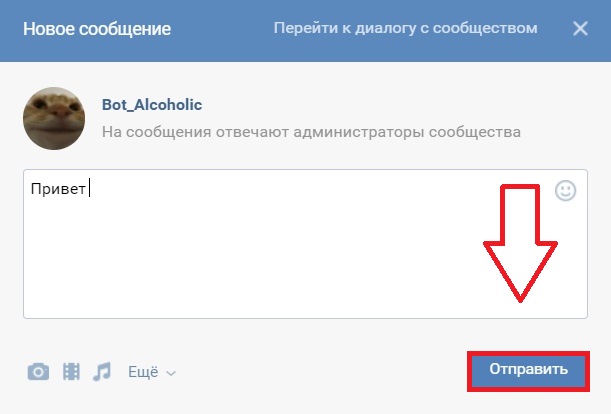 Новое сообщение Перейти к диалогу с сообществом
Bot_Alcoholic
На сообщения отвечают администраторы сообщества
Привет
Ещё
Отправить